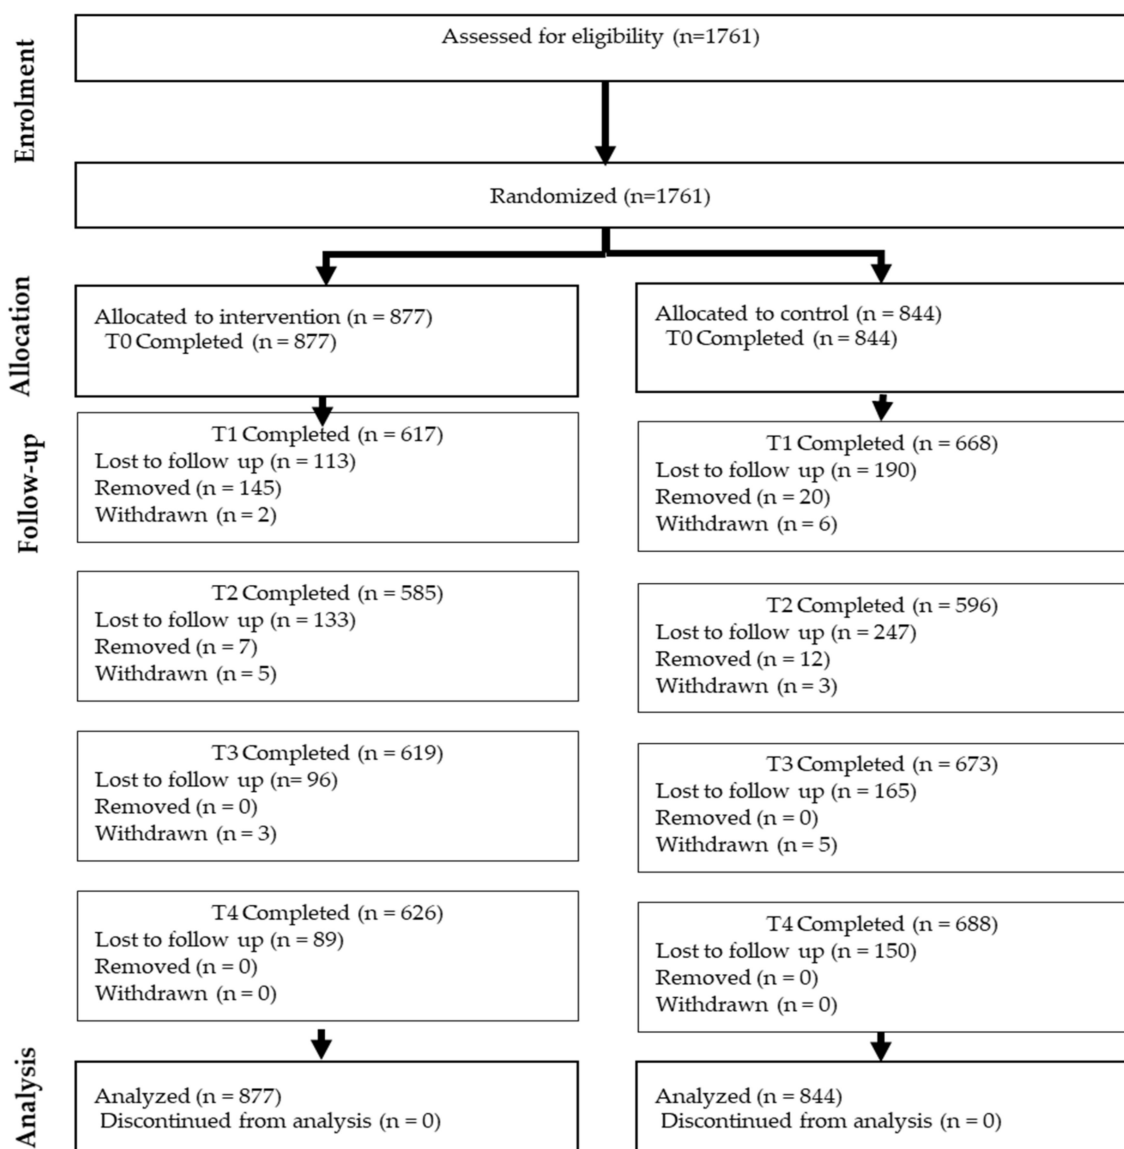 Enrolment
Assessed for eligibility (n=1761)
Randomized (n=1761)
Allocation
Allocated to intervention (n = 877)
T0 Completed (n = 877)
Allocated to control (n = 844)
T0 Completed (n = 844)
Follow-up
T1 Completed (n = 617)
Lost to follow up (n = 113)
Removed (n = 145)
Withdrawn (n = 2)
T1 Completed (n = 668)
Lost to follow up (n = 190)
Removed (n = 20)
Withdrawn (n = 6)
T2 Completed (n = 585)
Lost to follow up (n = 133)
Removed (n = 7)
Withdrawn (n = 5)
T2 Completed (n = 596)
Lost to follow up (n = 247)
Removed (n = 12)
Withdrawn (n = 3)
T3 Completed (n = 619)
Lost to follow up (n= 96)
Removed (n = 0)
Withdrawn (n = 3)
T3 Completed (n = 673)
Lost to follow up (n = 165)
Removed (n = 0)
Withdrawn (n = 5)
T4 Completed (n = 626)
Lost to follow up (n = 89)
Removed (n = 0)
Withdrawn (n = 0)
T4 Completed (n = 688)
Lost to follow up (n = 150)
Removed (n = 0)
Withdrawn (n = 0)
Analysis
Analyzed (n = 877)
Discontinued from analysis (n = 0)
Analyzed (n = 844)
Discontinued from analysis (n = 0)